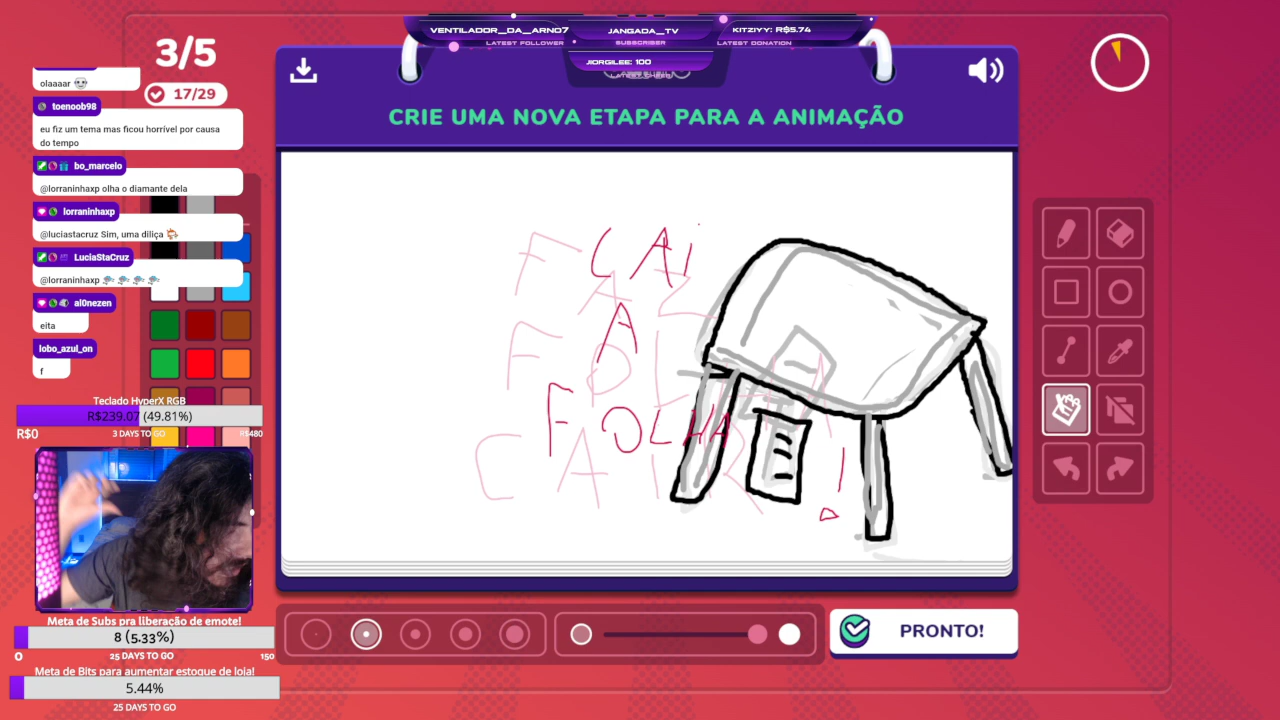 VENTILADOR_DA_ARNO7
LATEST FOLLOWER
JANGADA_TV
SUBSCRIBER
KITZIYY: R$5.74
LATEST DONATION
JIORGILEE: 100
3/5
17/29
CRIE UMA NOVA ETAPA PARA A ANIMAÇÃO
olaaaar
toenoob98
eu fiz um tema mas ficou horrível por causa
do tempo
bo_marcelo
@lorraninhaxp olha o diamante dela
lorraninhaxp
@luciastacruz Sim, uma diliça
LuciaStaCruz
@lorraninhaxp
al0nezen
eita
lobo_azul_on
f
CAI
A
FOLHA
!
FAZ
FOLHA
CAIR
Teclado HyperX RGB
R$239.07 (49.81%)
R$0
3 DAYS TO GO
R$480
Meta de Subs pra liberação de emote!
8 (5.33%)
0
25 DAYS TO GO
150
Meta de Bits para aumentar estoque de loja!
5.44%
25 DAYS TO GO
PRONTO!